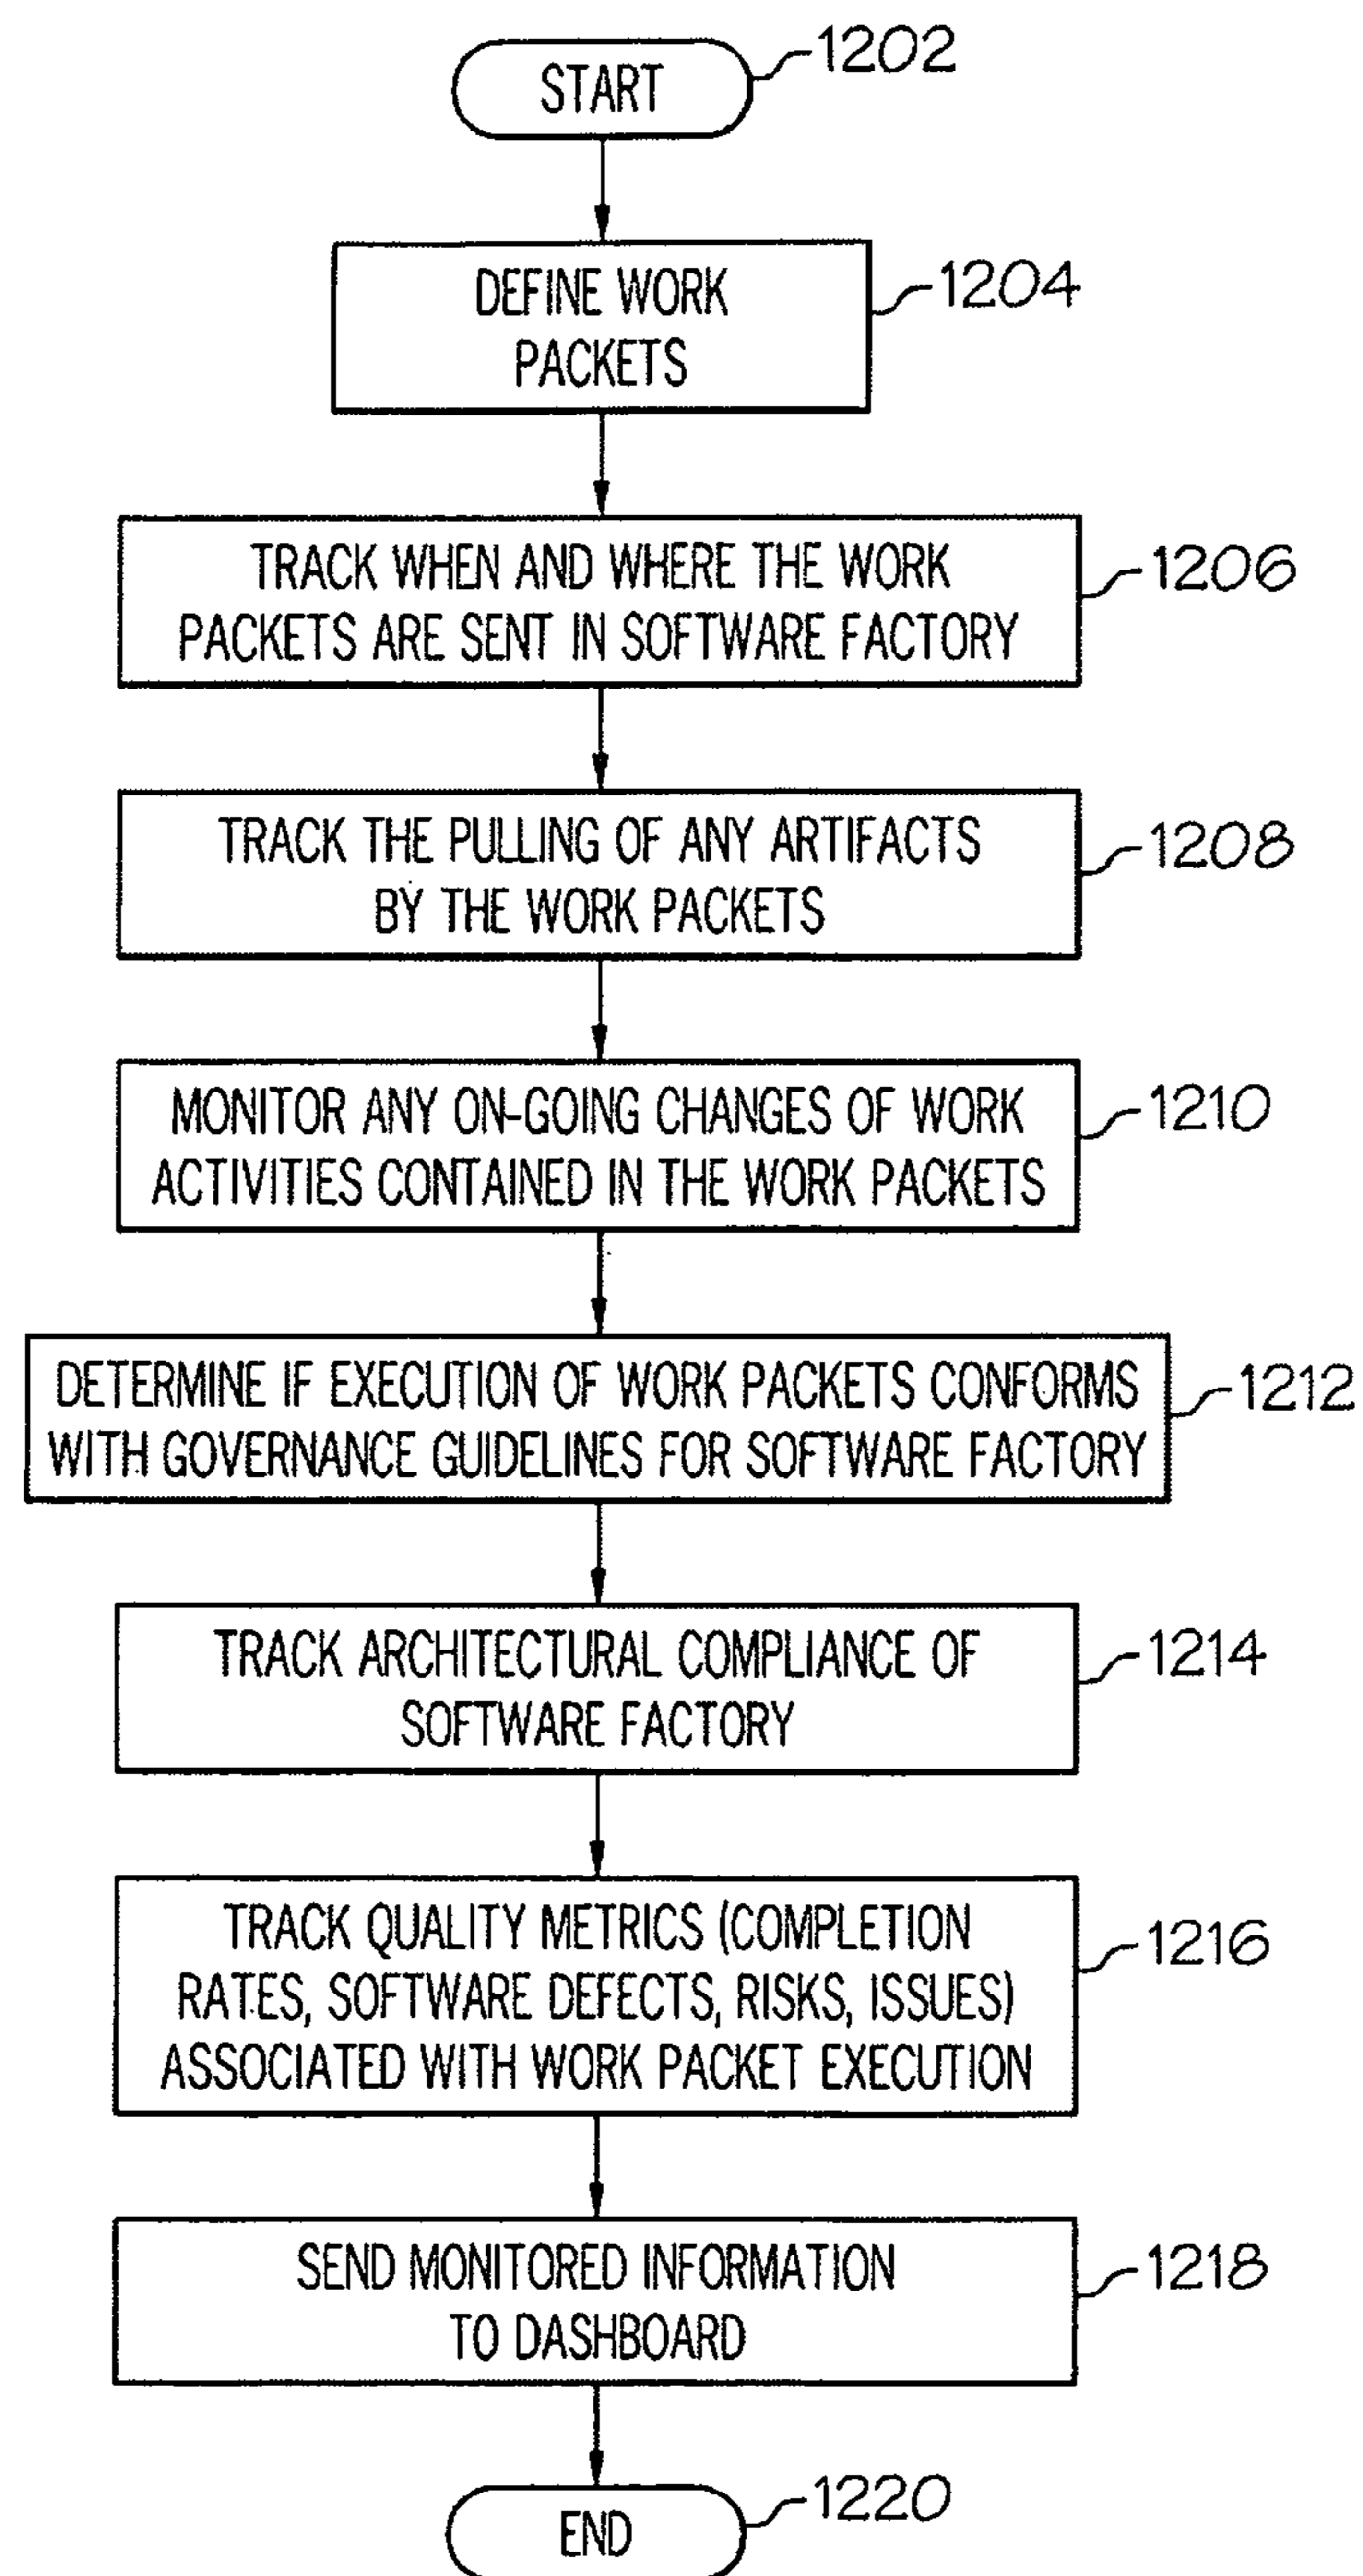 START
1202
DEFINE WORK
PACKETS
1204
TRACK WHEN AND WHERE THE WORK
PACKETS ARE SENT IN SOFTWARE FACTORY
1206
TRACK THE PULLING OF ANY ARTIFACTS
BY THE WORK PACKETS
1208
MONITOR ANY ON-GOING CHANGES OF WORK
ACTIVITIES CONTAINED IN THE WORK PACKETS
1210
DETERMINE IF EXECUTION OF WORK PACKETS CONFORMS
WITH GOVERNANCE GUIDELINES FOR SOFTWARE FACTORY
1212
TRACK ARCHITECTURAL COMPLIANCE OF
SOFTWARE FACTORY
1214
TRACK QUALITY METRICS (COMPLETION
RATES, SOFTWARE DEFECTS, RISKS, ISSUES)
ASSOCIATED WITH WORK PACKET EXECUTION
1216
SEND MONITORED INFORMATION
TO DASHBOARD
1218
END
1220